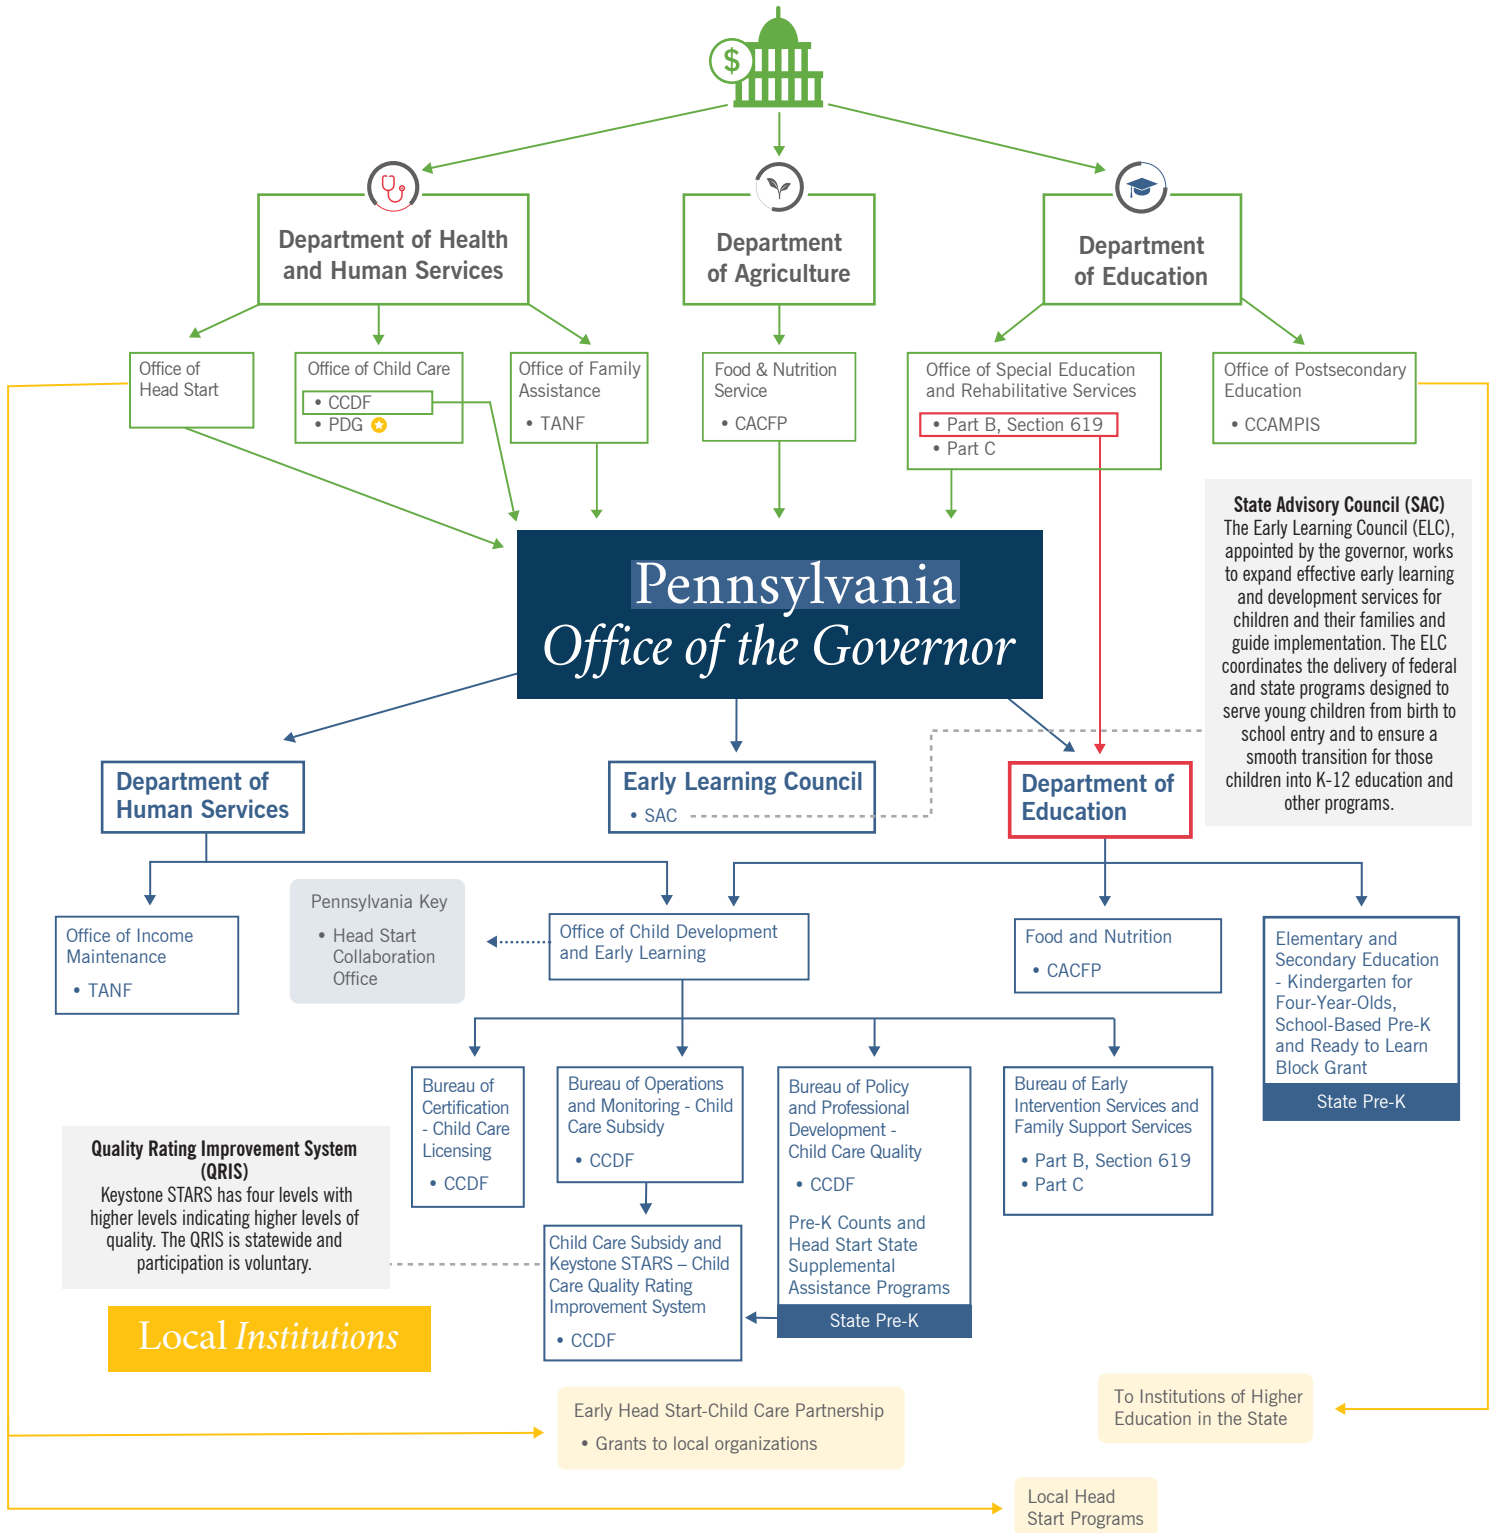 $
Department of Health
and Human Services
Department
of Agriculture
Department
of Education
Office of
Head Start
Office of Child Care
• CCDF
• PDG
Office of Family
Assistance
• TANF
Food & Nutrition
Service
• CACFP
Office of Special Education
and Rehabilitative Services
• Part B, Section 619
• Part C
Office of Postsecondary
Education
• CCAMPIS
State Advisory Council (SAC)
The Early Learning Council (ELC),
appointed by the governor, works
to expand effective early learning
and development services for
children and their families and
guide implementation. The ELC
coordinates the delivery of federal
and state programs designed to
serve young children from birth to
school entry and to ensure a
smooth transition for those
children into K-12 education and
other programs.
Pennsylvania
Office of the Governor
Department of
Human Services
Early Learning Council
• SAC
Department of
Education
Office of Income
Maintenance
• TANF
Pennsylvania Key
• Head Start
Collaboration
Office
Office of Child Development
and Early Learning
Food and Nutrition
• CACFP
Elementary and
Secondary Education
- Kindergarten for
Four-Year-Olds,
School-Based Pre-K
and Ready to Learn
Block Grant
State Pre-K
Bureau of
Certification
- Child Care
Licensing
• CCDF
Bureau of Operations
and Monitoring - Child
Care Subsidy
• CCDF
Bureau of Policy
and Professional
Development -
Child Care Quality
• CCDF
Pre-K Counts and
Head Start State
Supplemental
Assistance Programs
State Pre-K
Bureau of Early
Intervention Services and
Family Support Services
• Part B, Section 619
• Part C
Quality Rating Improvement System
(QRIS)
Keystone STARS has four levels with
higher levels indicating higher levels of
quality. The QRIS is statewide and
participation is voluntary.
Child Care Subsidy and
Keystone STARS – Child
Care Quality Rating
Improvement System
• CCDF
Local Institutions
Early Head Start-Child Care Partnership
• Grants to local organizations
To Institutions of Higher
Education in the State
Local Head
Start Programs